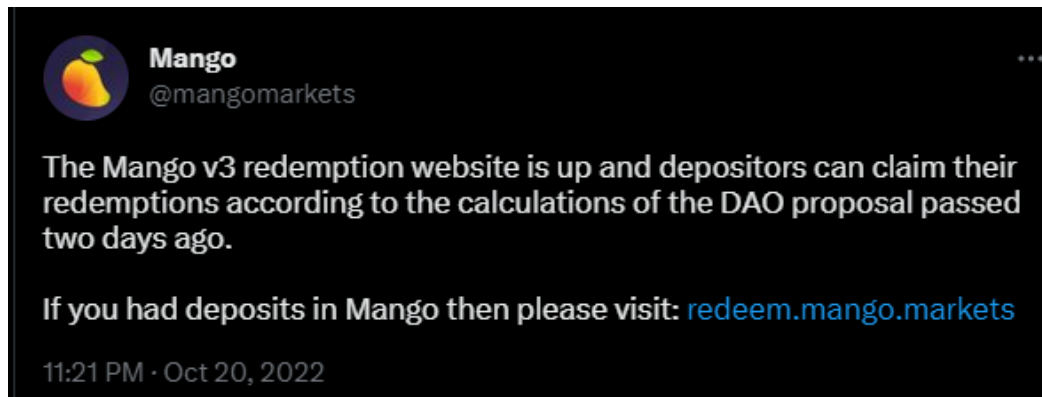 Mango
@mangomarkets
The Mango v3 redemption website is up and depositors can claim their
redemptions according to the calculations of the DAO proposal passed
two days ago.
If you had deposits in Mango then please visit: redeem.mango.markets
11:21 PM · Oct 20, 2022